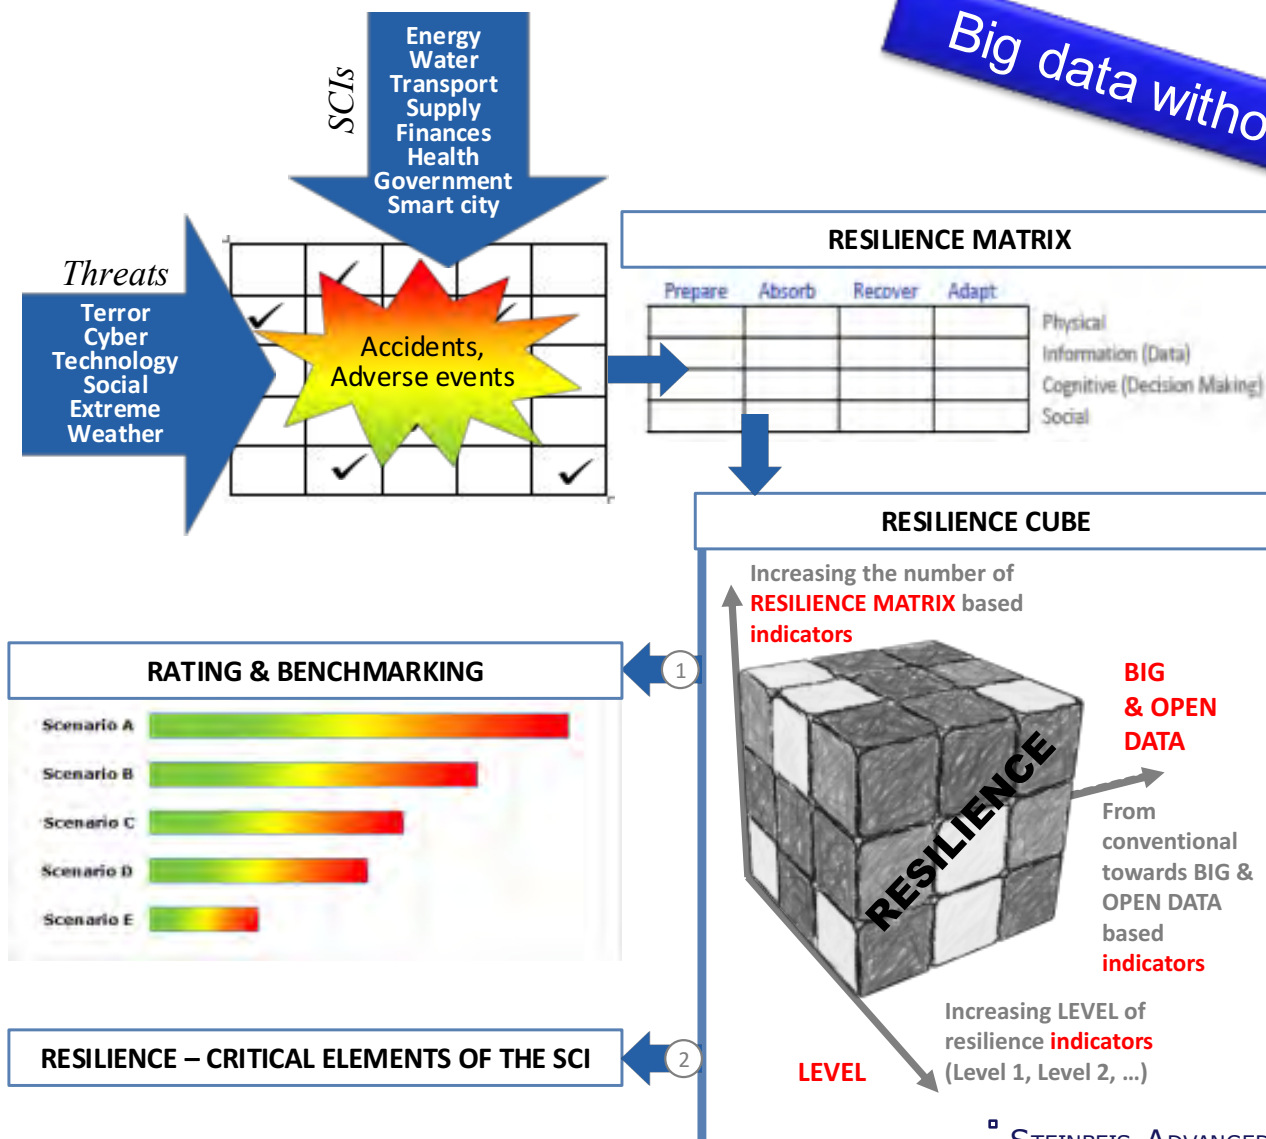 Big data witho
SCIs
Energy
Water
Transport
Supply
Finances
Health
Government
Smart city
Threats
Terror
Cyber
Technology
Social
Extreme
Weather
Accidents,
Adverse events
RESILIENCE MATRIX
Prepare Absorb Recover Adapt
Physical
Information (Data)
Cognitive (Decision Making)
Social
RESILIENCE CUBE
Increasing the number of
RESILIENCE MATRIX based
indicators
BIG
& OPEN
DATA
RESILIENCE
From
conventional
towards BIG &
OPEN DATA
based
indicators
Increasing LEVEL of
resilience indicators
(Level 1, Level 2, ...)
LEVEL
RATING & BENCHMARKING
1
Scenario A
Scenario B
Scenario C
Scenario D
Scenario E
RESILIENCE – CRITICAL ELEMENTS OF THE SCI
2